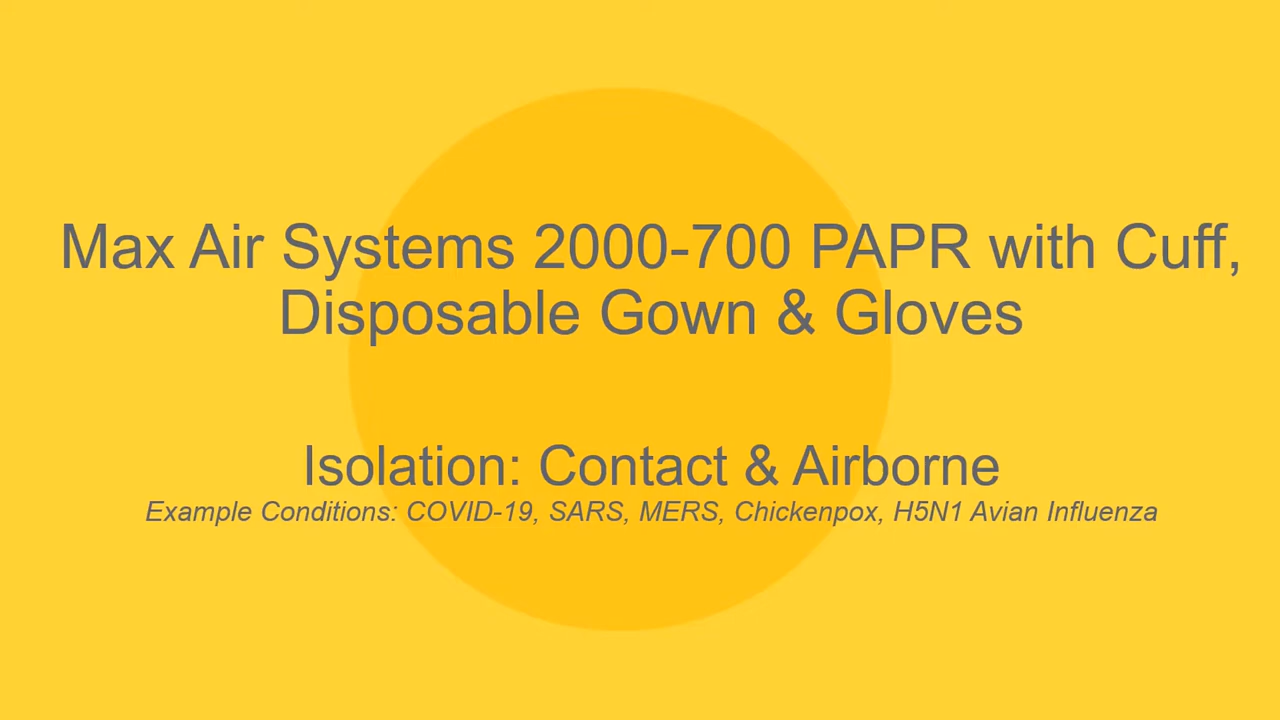 Max Air Systems 2000-700 PAPR with Cuff,
Disposable Gown & Gloves
Isolation: Contact & Airborne
Example Conditions: COVID-19, SARS, MERS, Chickenpox, H5N1 Avian Influenza